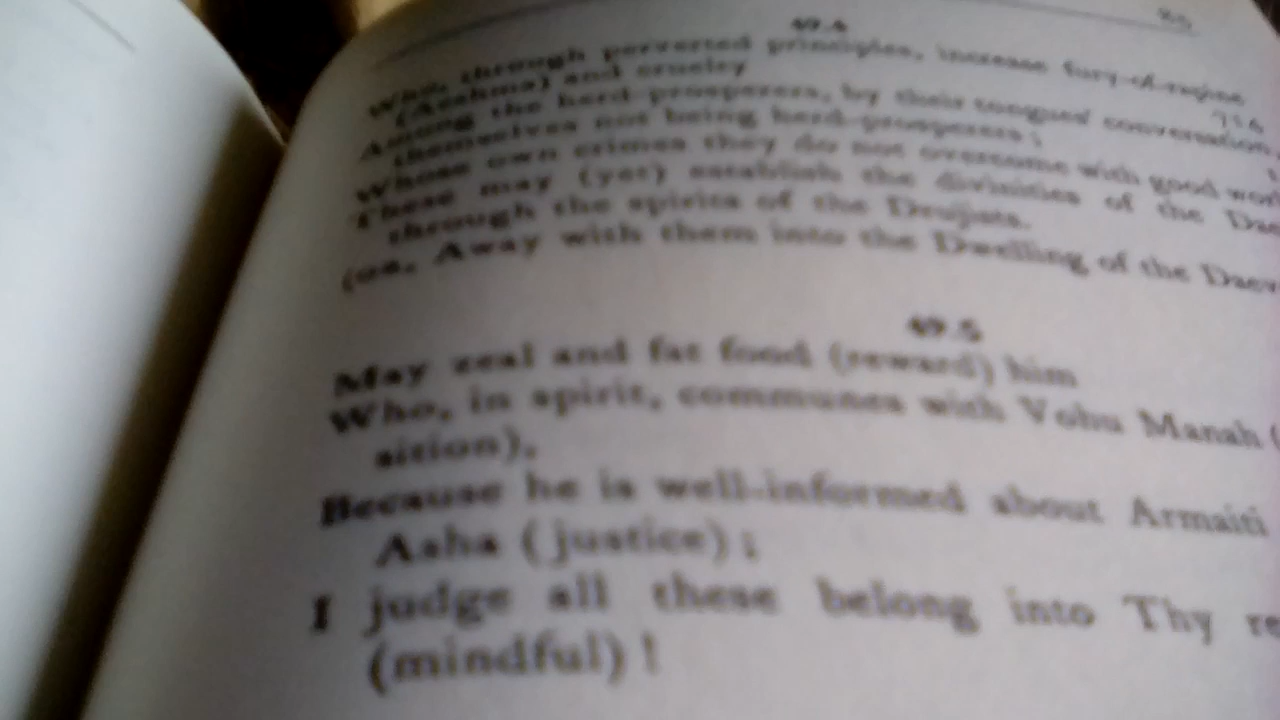 49.4
Who, through perverted principles, increase fury-of-rapine
(Aeshma) and cruelty
Among the herd-prosperers, by their tongues' conversation,
themselves not being herd-prosperers;
Whose own crimes they do not overcome with good
These may (yet) establish the divinities of the
through the spirits of the Drujists.
(os, Away with them into the Dwelling of the
49.5
May zeal and fat food (reward) him
Who, in spirit, communes with Vohu Manah (
sition),
Because he is well-informed about Armaiti
Asha (justice);
I judge all these belong into Thy
(mindful)!